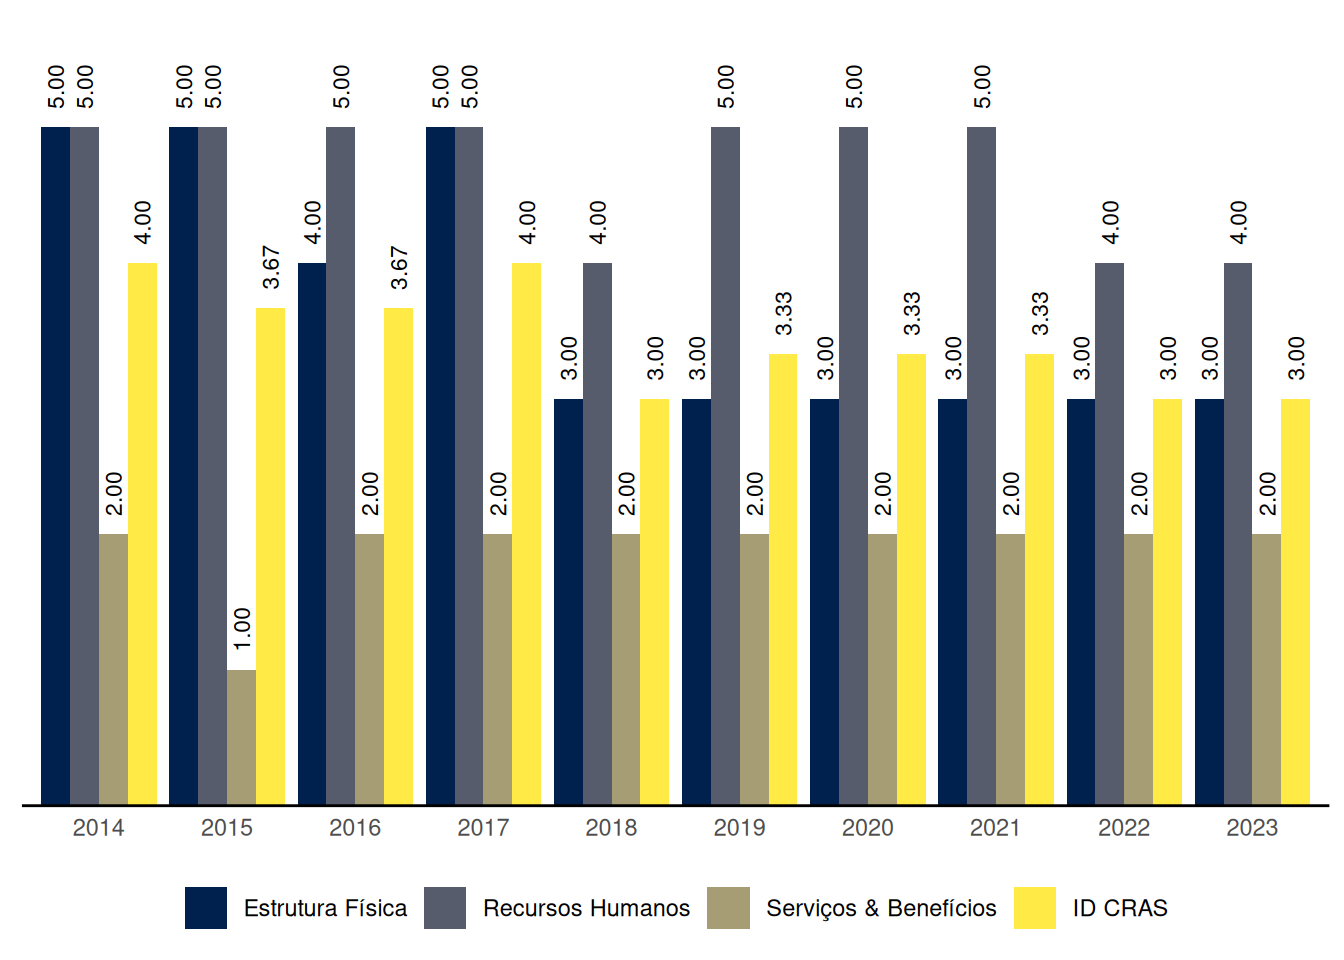 5.00 5.00 5.00 5.00 5.00 5.00 5.00 5.00 5.00 5.00
4.00 4.00 4.00 4.00 4.00 4.00
3.67 3.67
3.33 3.33 3.33
3.00 3.00 3.00 3.00 3.00 3.00 3.00 3.00 3.00
2.00 2.00 2.00 2.00 2.00 2.00 2.00 2.00 2.00
1.00
2014 2015 2016 2017 2018 2019 2020 2021 2022 2023
Estrutura Física Recursos Humanos Serviços & Benefícios ID CRAS